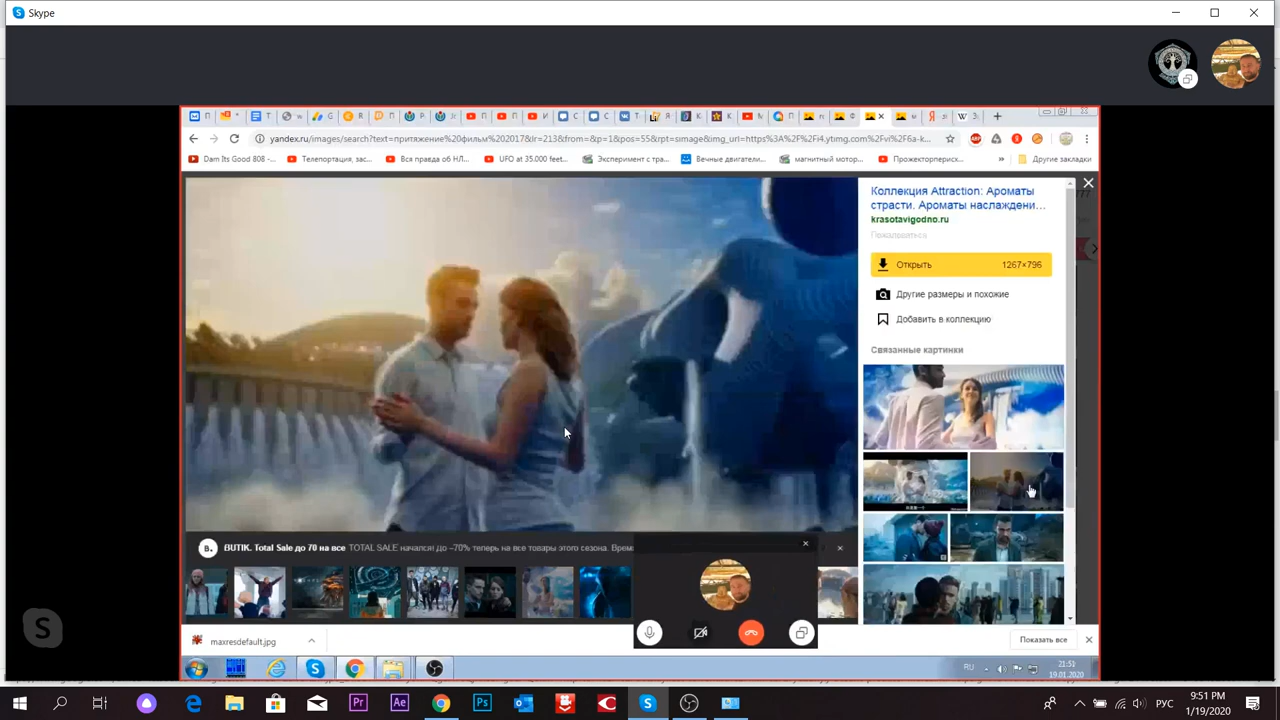 Skype
yandex.ru/images/search?text=притяжение%20фильм%202017&lr=213&from=&p=1&pos=55&rpt=simage&img_url=https%3A%2F%2Fi4.ytimg.com%2Fvi%2F6a-k...
Dam Its Good 808 -...
Телепортация, зас...
Вся правда об НЛ...
UFO at 35.000 feet...
Эксперимент с тра...
Вечные двигатели...
магнитный мотор...
Прожекторперисх...
»
Другие закладки
Коллекция Attraction: Ароматы
страсти. Ароматы наслаждени...
krasotavigodno.ru
Пожаловаться
Открыть 1267×796
Другие размеры и похожие
Добавить в коллекцию
Связанные картинки
B. BUTIK. Total Sale до 70 на все TOTAL SALE начался! До –70% теперь на все товары этого сезона.
maxresdefault.jpg
Показать все
S
RU
21:51
19.01.2020
Pr
Ae
Ps
РУС
9:51 PM
1/19/2020